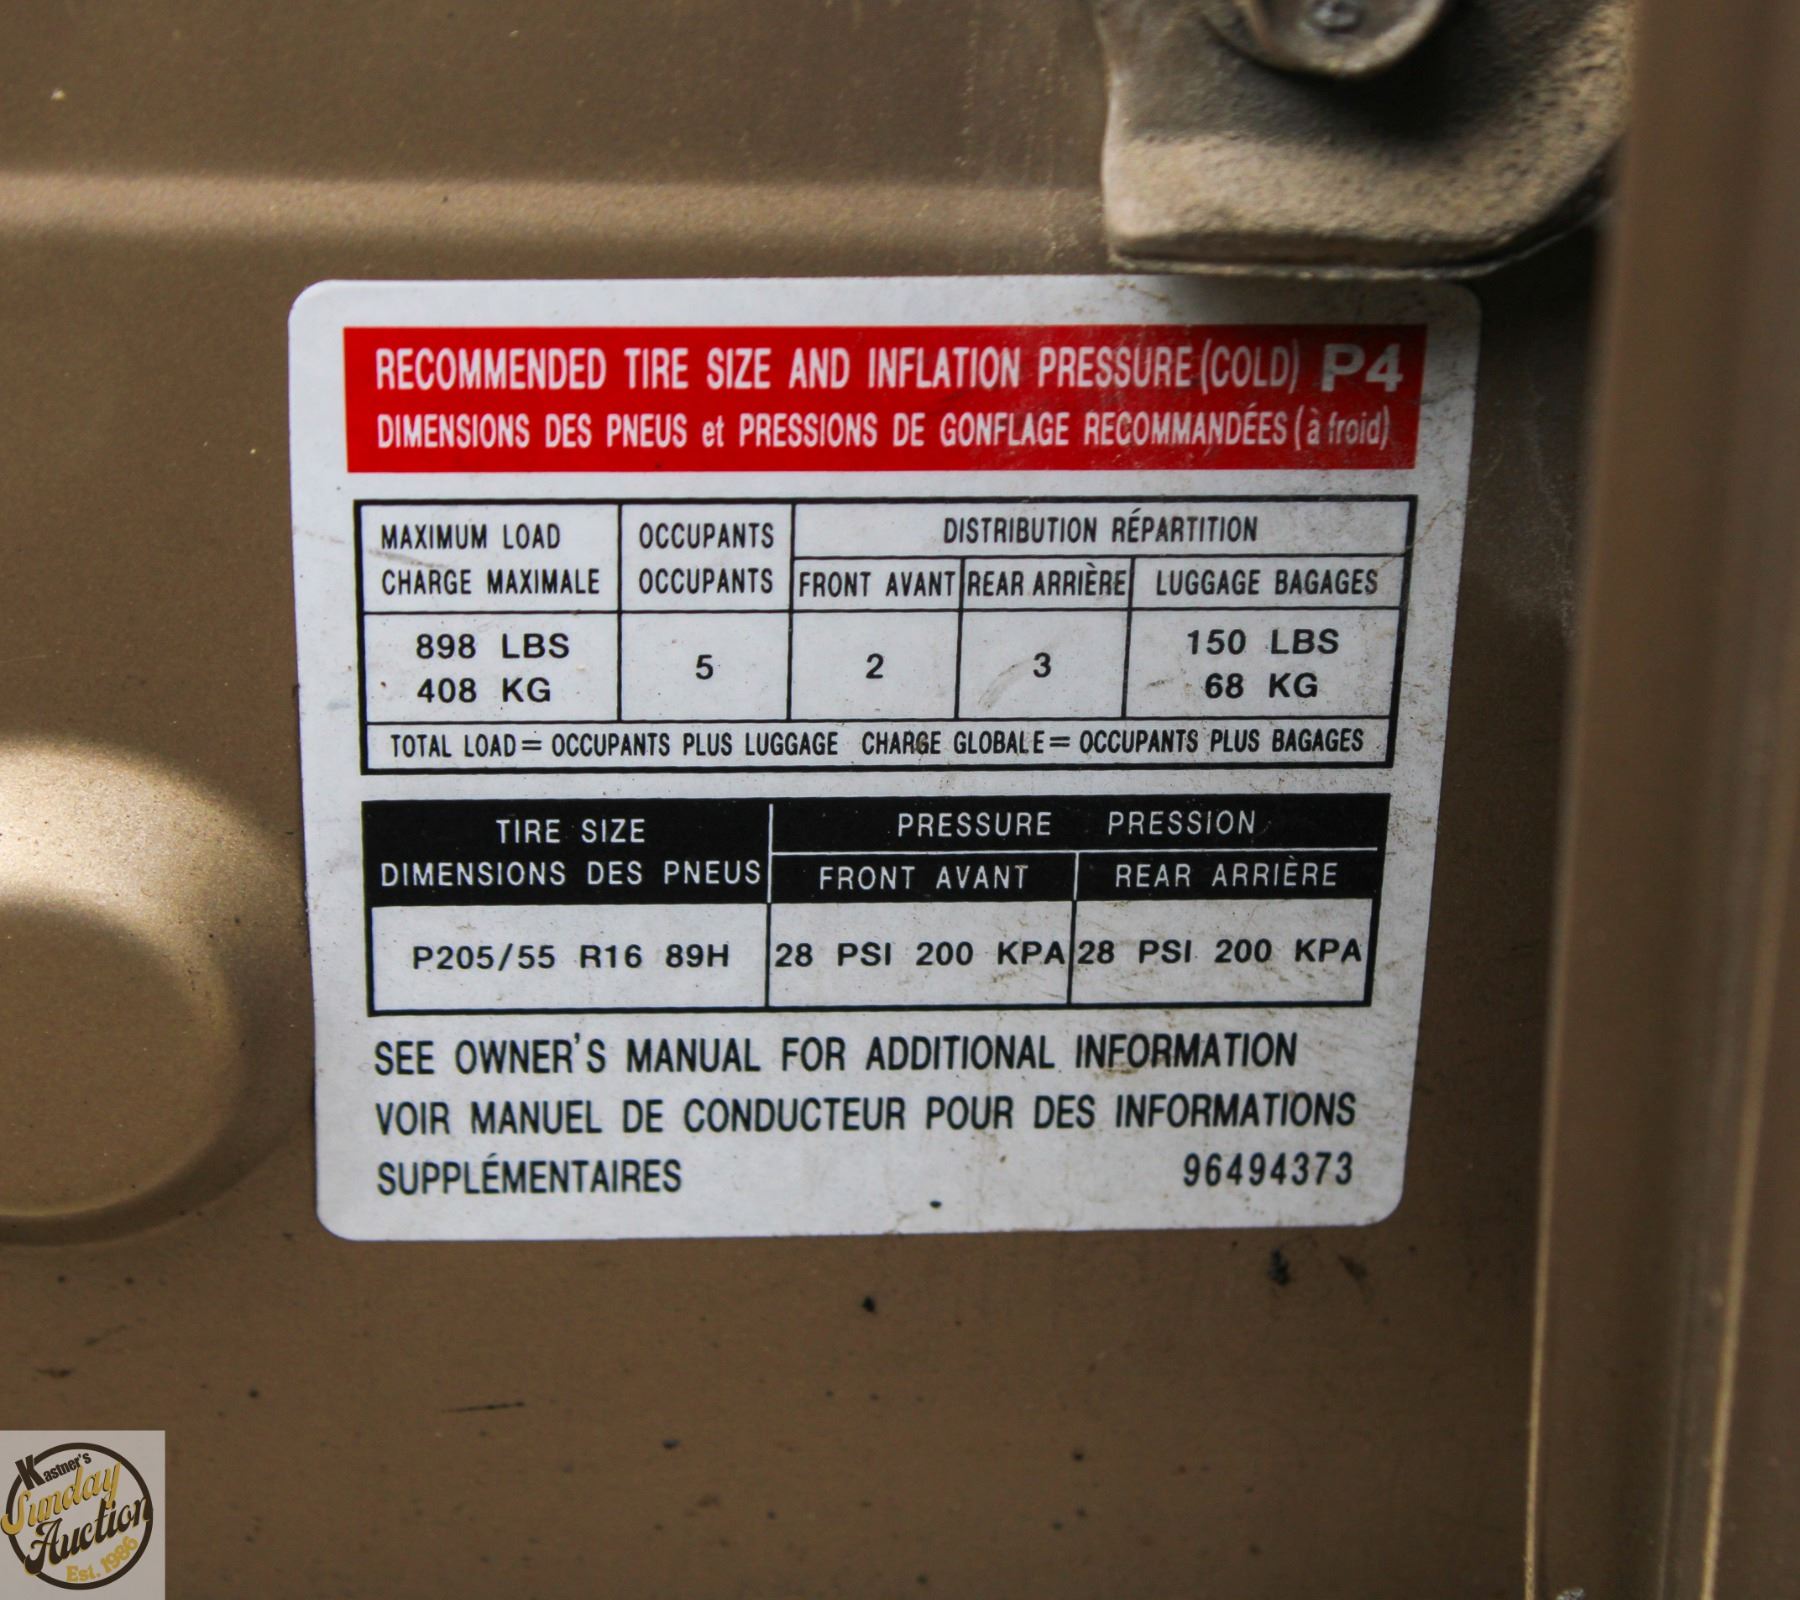 RECOMMENDED TIRE SIZE AND INFLATION PRESSURE (COLD) P4
DIMENSIONS DES PNEUS et PRESSIONS DE GONFLAGE RECOMMANDÉES (à froid)
MAXIMUM LOAD OCCUPANTS DISTRIBUTION RÉPARTITION
CHARGE MAXIMALE OCCUPANTS FRONT AVANT REAR ARRIÈRE LUGGAGE BAGAGES
898 LBS 5 2 3 150 LBS
408 KG 68 KG
TOTAL LOAD = OCCUPANTS PLUS LUGGAGE CHARGE GLOBALE = OCCUPANTS PLUS BAGAGES
TIRE SIZE PRESSURE PRESSION
DIMENSIONS DES PNEUS FRONT AVANT REAR ARRIÈRE
P205/55 R16 89H 28 PSI 200 KPA 28 PSI 200 KPA
SEE OWNER'S MANUAL FOR ADDITIONAL INFORMATION
VOIR MANUEL DE CONDUCTEUR POUR DES INFORMATIONS
SUPPLÉMENTAIRES 96494373
Kastner's
Sunday
Auction
Est. 1986